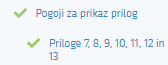 Pogoji za prikaz prilog
Priloge 7, 8, 9, 10, 11, 12 in
13